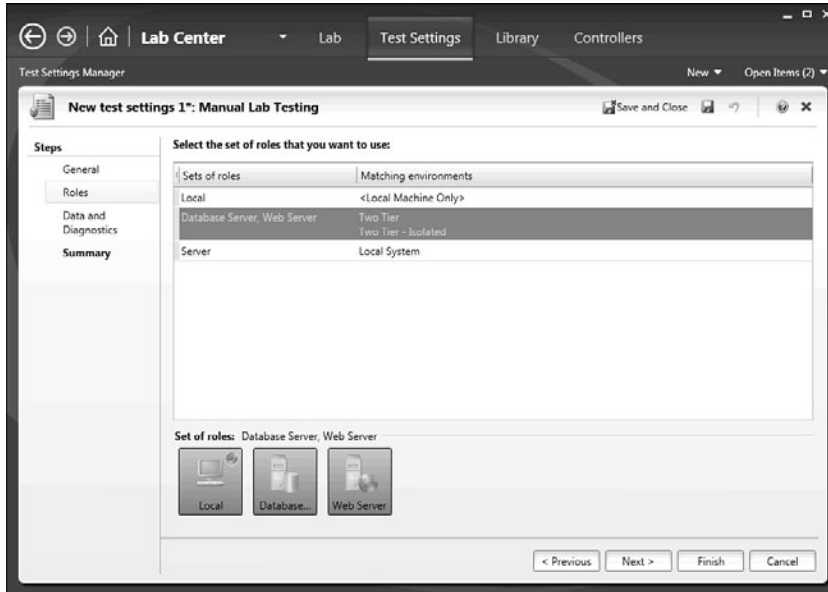 Lab Center Lab Test Settings Library Controllers
Test Settings Manager New Open Items (2)
New test settings 1*: Manual Lab Testing Save and Close
Steps
General
Roles
Data and
Diagnostics
Summary
Select the set of roles that you want to use:
Sets of roles Matching environments
Local <Local Machine Only>
Database Server, Web Server Two Tier
Two Tier - Isolated
Server Local System
Set of roles: Database Server, Web Server
Local Database... Web Server
< Previous Next > Finish Cancel